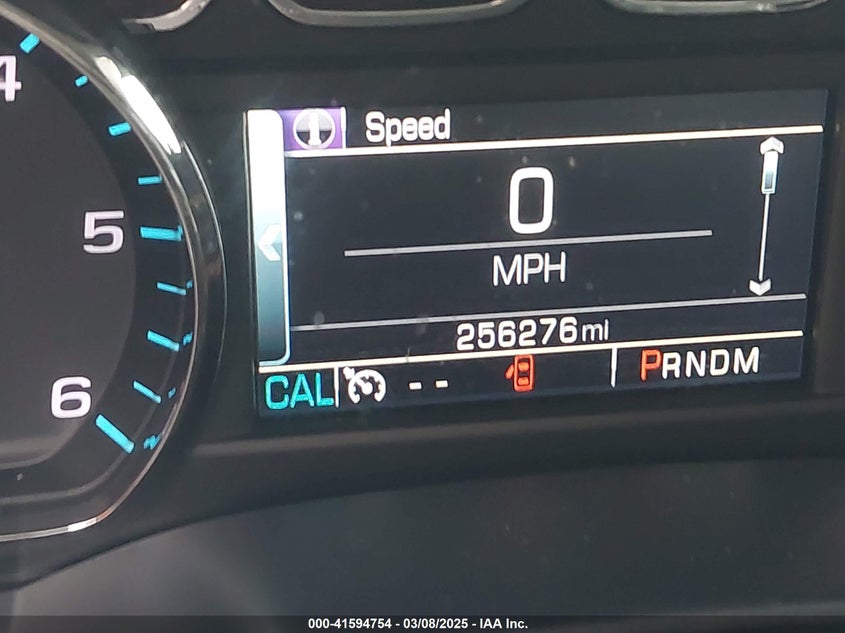 4
5
6
Speed
0
MPH
256276mi
CAL -- PRNDM
000-41594754 - 03/08/2025 - IAA Inc.